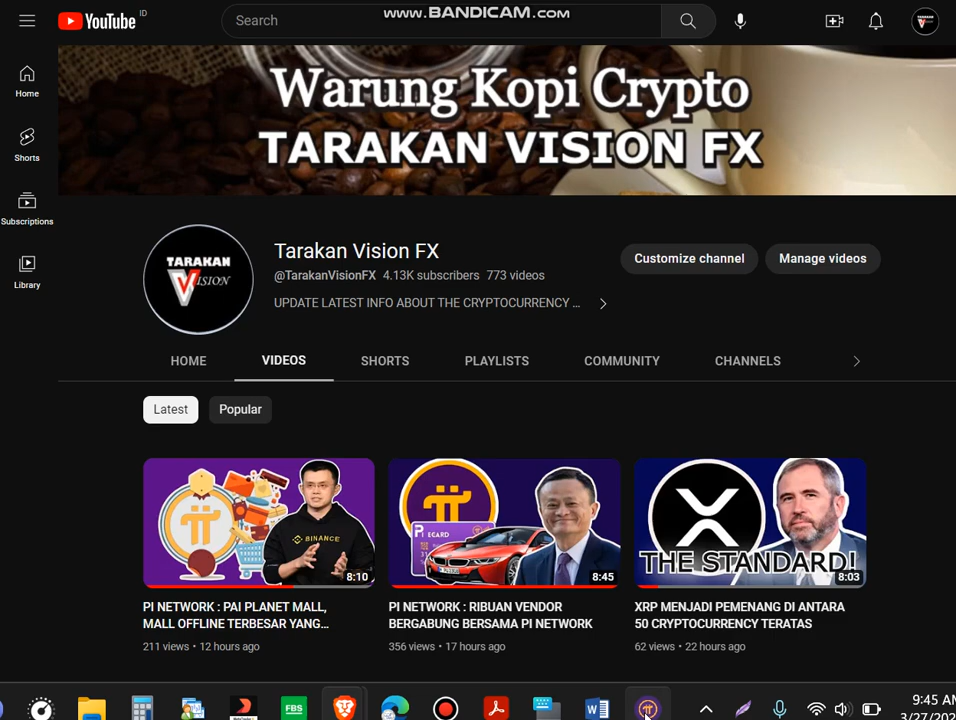 www.BANDICAM.com
YouTube ID
Search
Warung Kopi Crypto
TARAKAN VISION FX
Home
Shorts
Subscriptions
Library
TARAKAN
VISION
Tarakan Vision FX
@TarakanVisionFX 4.13K subscribers 773 videos
UPDATE LATEST INFO ABOUT THE CRYPTOCURRENCY ...
Customize channel
Manage videos
HOME
VIDEOS
SHORTS
PLAYLISTS
COMMUNITY
CHANNELS
Latest
Popular
BINANCE
8:10
PI NETWORK : PAI PLANET MALL,
MALL OFFLINE TERBESAR YANG...
211 views • 12 hours ago
PI ECARD
8:45
PI NETWORK : RIBUAN VENDOR
BERGABUNG BERSAMA PI NETWORK
356 views • 17 hours ago
THE STANDARD!
8:03
XRP MENJADI PEMENANG DI ANTARA
50 CRYPTOCURRENCY TERATAS
62 views • 22 hours ago
FBS
9:45 AM